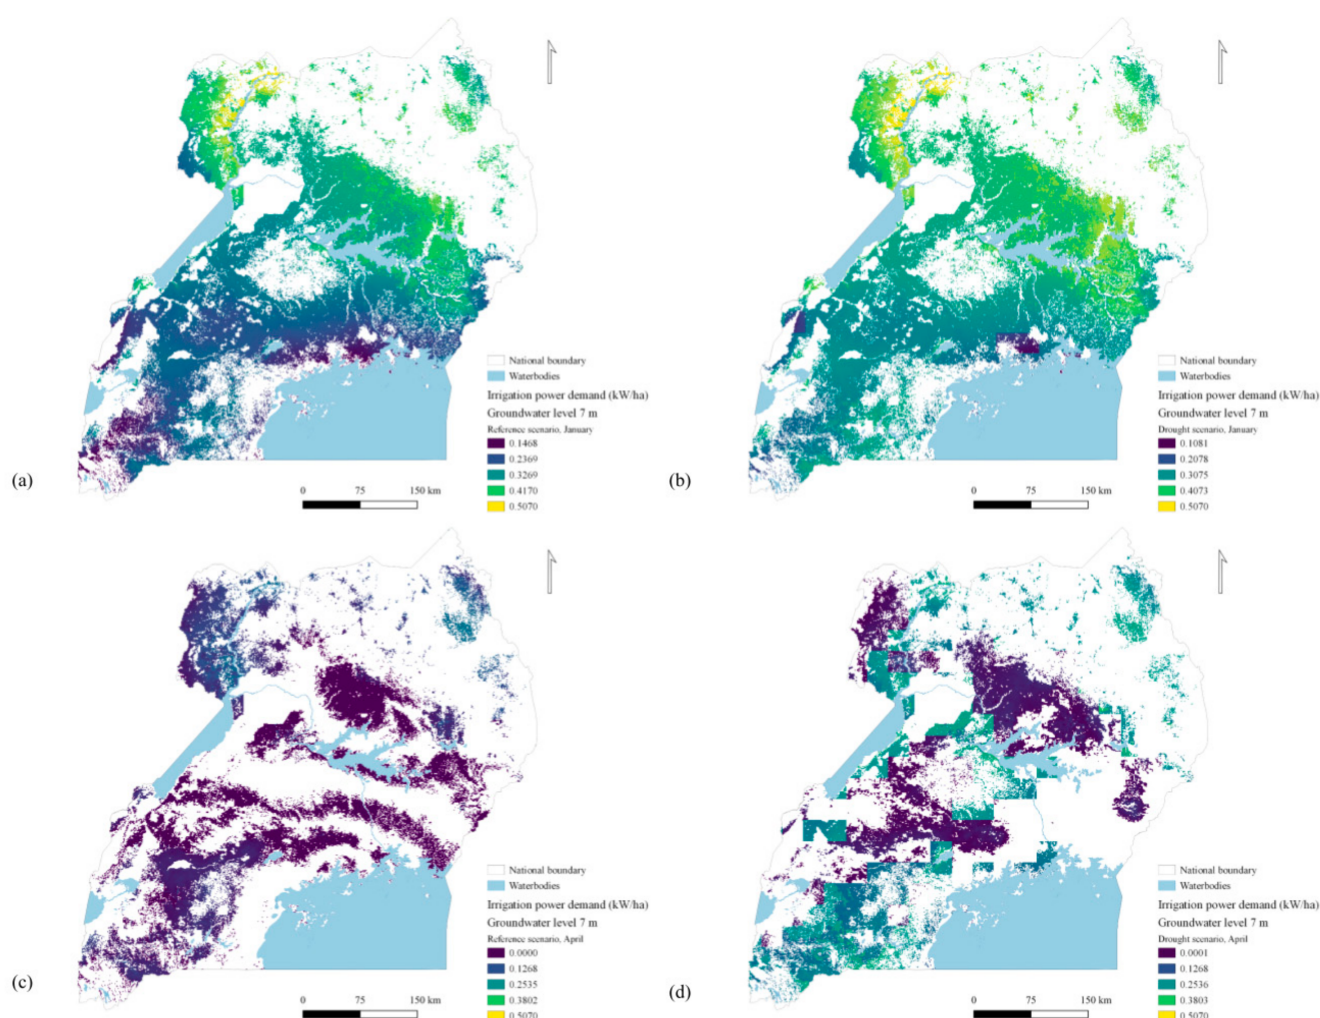 National boundary
Waterbodies
Irrigation power demand (kW/ha)
Groundwater level 7 m
Reference scenario, January
0.1468
0.2369
0.3269
0.4170
0.5070
0 75 150 km
(a)
National boundary
Waterbodies
Irrigation power demand (kW/ha)
Groundwater level 7 m
Drought scenario, January
0.1081
0.2078
0.3075
0.4073
0.5070
0 75 150 km
(b)
National boundary
Waterbodies
Irrigation power demand (kW/ha)
Groundwater level 7 m
Reference scenario, April
0.0000
0.1268
0.2535
0.3802
0.5070
0 75 150 km
(c)
National boundary
Waterbodies
Irrigation power demand (kW/ha)
Groundwater level 7 m
Drought scenario, April
0.0001
0.1268
0.2536
0.3803
0.5070
0 75 150 km
(d)